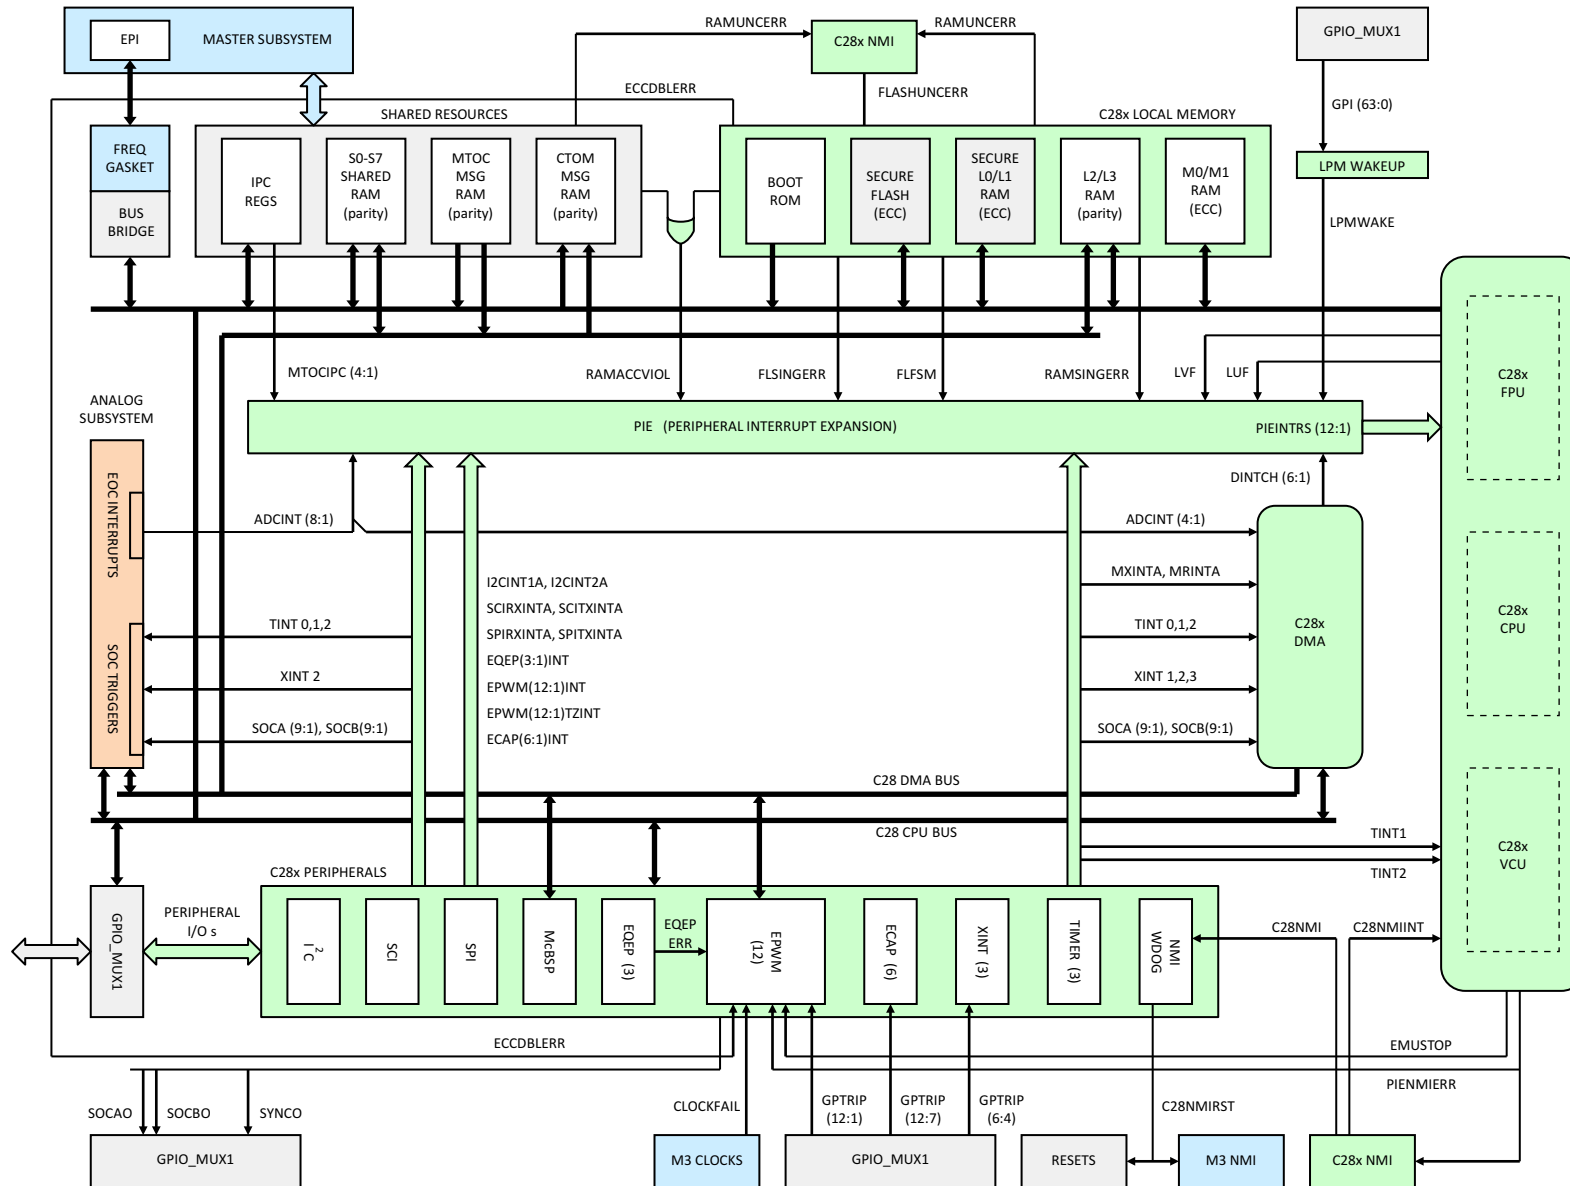 EPI
MASTER SUBSYSTEM
RAMUNCERR
C28x NMI
RAMUNCERR
GPIO_MUX1
ECCDBLERR
FLASHUNCERR
GPI (63:0)
SHARED RESOURCES
C28x LOCAL MEMORY
FREQ
GASKET
BUS
BRIDGE
IPC
REGS
S0-S7
SHARED
RAM
(parity)
MTOC
MSG
RAM
(parity)
CTOM
MSG
RAM
(parity)
BOOT
ROM
SECURE
FLASH
(ECC)
SECURE
L0/L1
RAM
(ECC)
L2/L3
RAM
(parity)
M0/M1
RAM
(ECC)
LPM WAKEUP
LPMWAKE
MTOCIPC (4:1)
RAMACCVIOL
FLSINGERR
FLFSM
RAMSINGERR
LVF
LUF
C28x
FPU
ANALOG
SUBSYSTEM
PIE (PERIPHERAL INTERRUPT EXPANSION)
PIEINTRS (12:1)
DINTCH (6:1)
EOC INTERRUPTS
ADCINT (8:1)
ADCINT (4:1)
I2CINT1A, I2CINT2A
SCIRXINTA, SCITXINTA
SPIRXINTA, SPITXINTA
EQEP(3:1)INT
EPWM(12:1)INT
EPWM(12:1)TZINT
ECAP(6:1)INT
MXINTA, MRINTA
SOC TRIGGERS
TINT 0,1,2
TINT 0,1,2
C28x
DMA
C28x
CPU
XINT 2
XINT 1,2,3
SOCA (9:1), SOCB(9:1)
SOCA (9:1), SOCB(9:1)
C28 DMA BUS
C28 CPU BUS
TINT1
TINT2
C28x
VCU
C28x PERIPHERALS
GPIO_MUX1
PERIPHERAL
I/O s
I2C
SCI
SPI
McBSP
EQEP (3)
EQEP
ERR
EPWM
(12)
ECAP (6)
XINT (3)
TIMER (3)
NMI
WDOG
C28NMI
C28NMIINT
ECCDBLERR
EMUSTOP
PIENMIERR
SOCAO
SOCBO
SYNCO
CLOCKFAIL
GPTRIP
(12:1)
GPTRIP
(12:7)
GPTRIP
(6:4)
C28NMIRST
GPIO_MUX1
M3 CLOCKS
GPIO_MUX1
RESETS
M3 NMI
C28x NMI